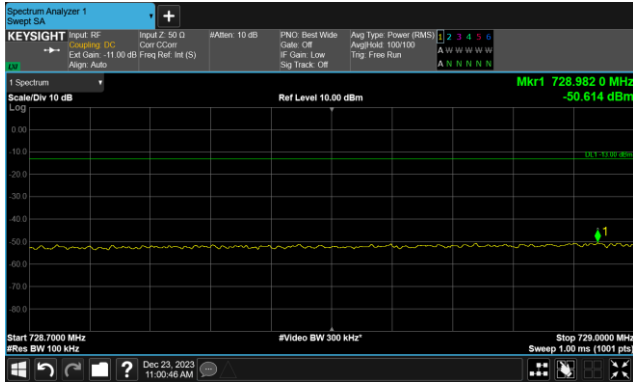 Spectrum Analyzer 1
Swept SA
KEYSIGHT Input: RF Input Z: 50 Ω #Atten: 10 dB PNO: Best Wide Avg Type: Power (RMS) 1 2 3 4 5 6
Coupling: DC Corr CCorr Gate: Off Avg|Hold: 100/100 A W W W W W
Ext Gain: -11.00 dB Freq Ref: Int (S) IF Gain: Low Trig: Free Run
Align: Auto Sig Track: Off A N N N N N
1 Spectrum Mkr1 728.982 0 MHz
Scale/Div 10 dB Ref Level 10.00 dBm -50.614 dBm
Log
0.00
-10.0
DL1 -13.00 dBm
-20.0
-30.0
-40.0
1
-50.0
-60.0
-70.0
-80.0
Start 728.7000 MHz #Video BW 300 kHz* Stop 729.0000 MHz
#Res BW 100 kHz Sweep 1.00 ms (1001 pts)
? Dec 23, 2023
11:00:46 AM